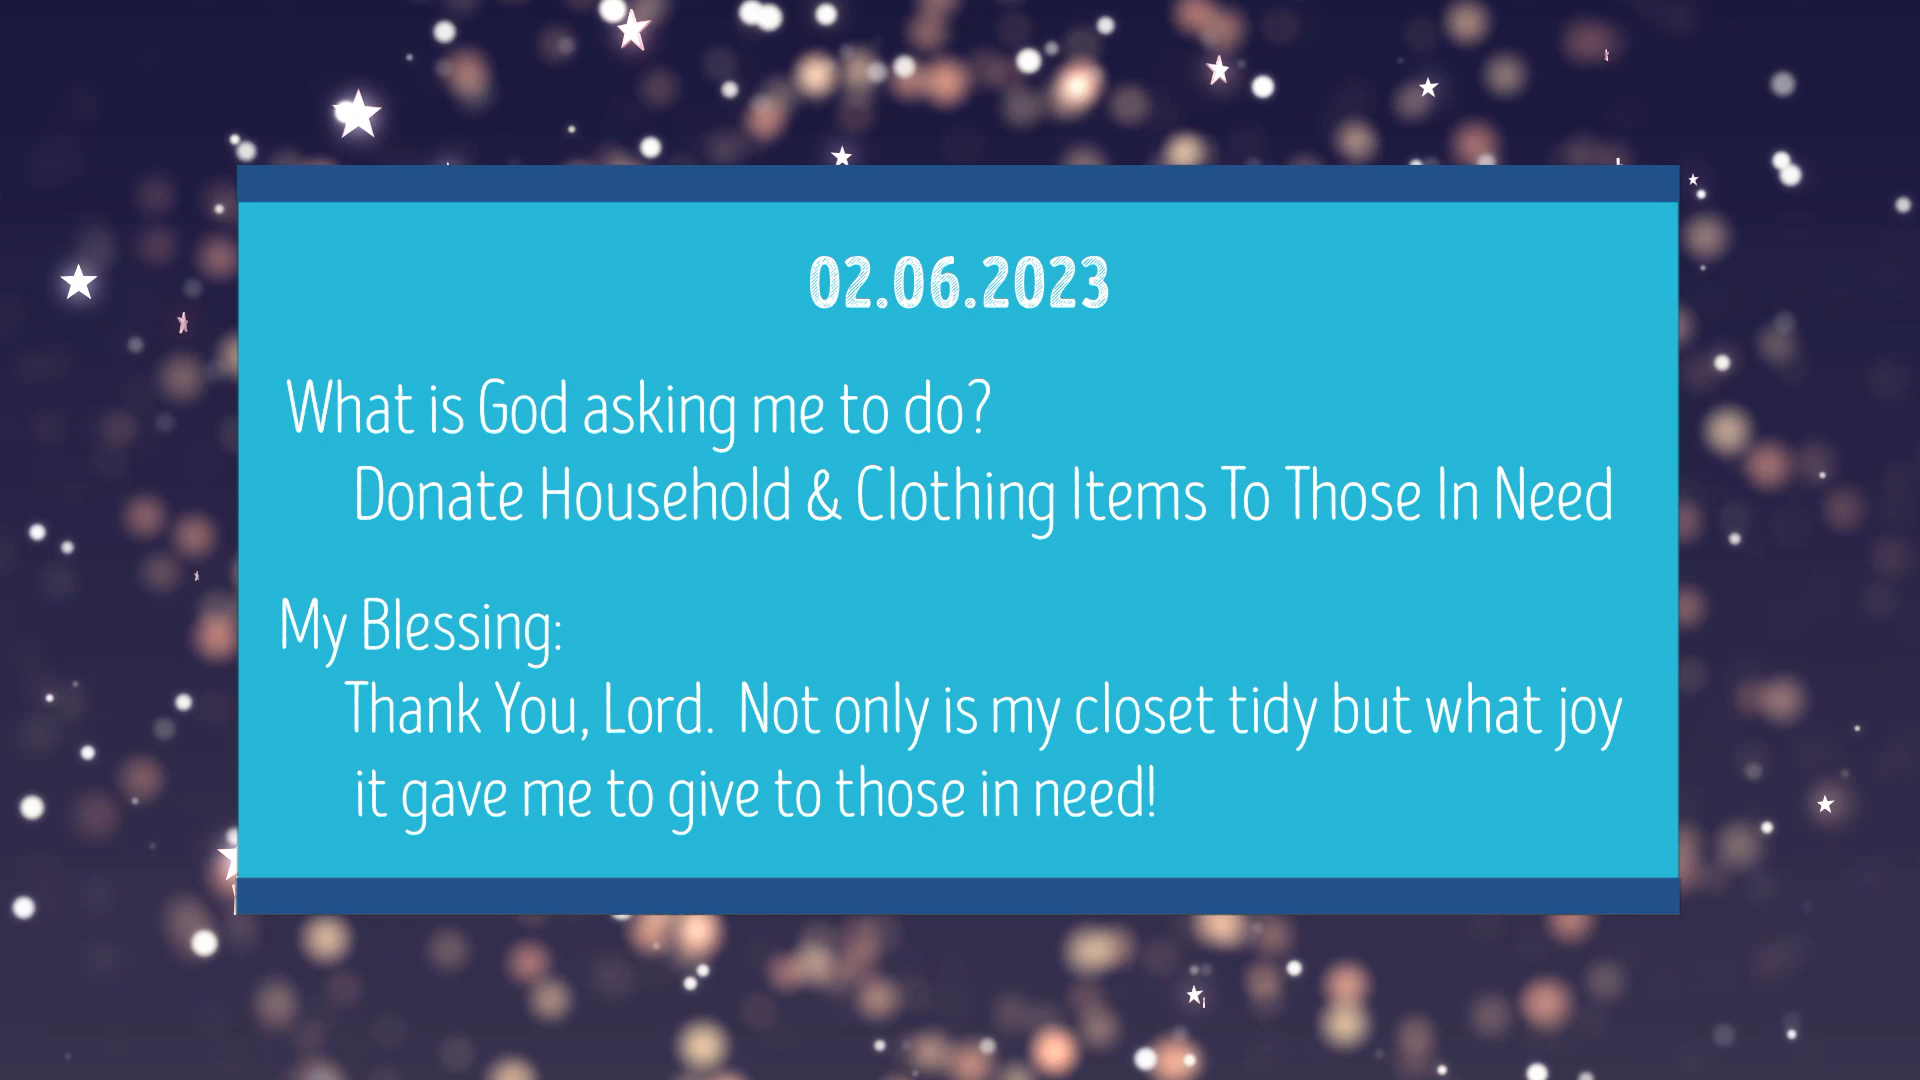 02.06.2023
What is God asking me to do?
Donate Household & Clothing Items To Those In Need
My Blessing:
Thank You, Lord.  Not only is my closet tidy but what joy
it gave me to give to those in need!